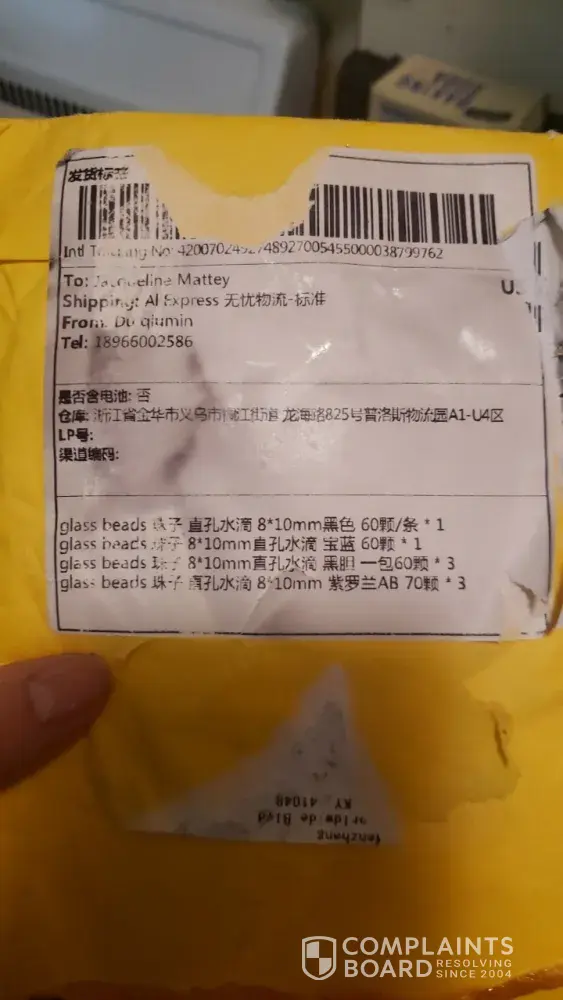 发货标签
Intl Tracking No: 420070249274892700545500003879​9762
To: Jacqueline Mattey
Shipping: Al Express 无忧物流-标准
From: Du qiumin
Tel: 18966002586
是否含电池: 否
仓库: 浙江省金华市义乌市 江街道 龙海路825号普洛斯物流园A1-U4区
LP号:
渠道编码:
glass beads 珠子 直孔水滴 8*10mm黑色 60颗/条 * 1
glass beads 珠子 8*10mm直孔水滴 宝蓝 60颗 * 1
glass beads 珠子 8*10mm直孔水滴 黑胆 一包60颗 * 3
glass beads 珠子 直孔水滴 8*10mm 紫罗兰AB 70颗 * 3
fenzhang
Blvd
KY 41048
COMPLAINTS
BOARD RESOLVING
SINCE 2004